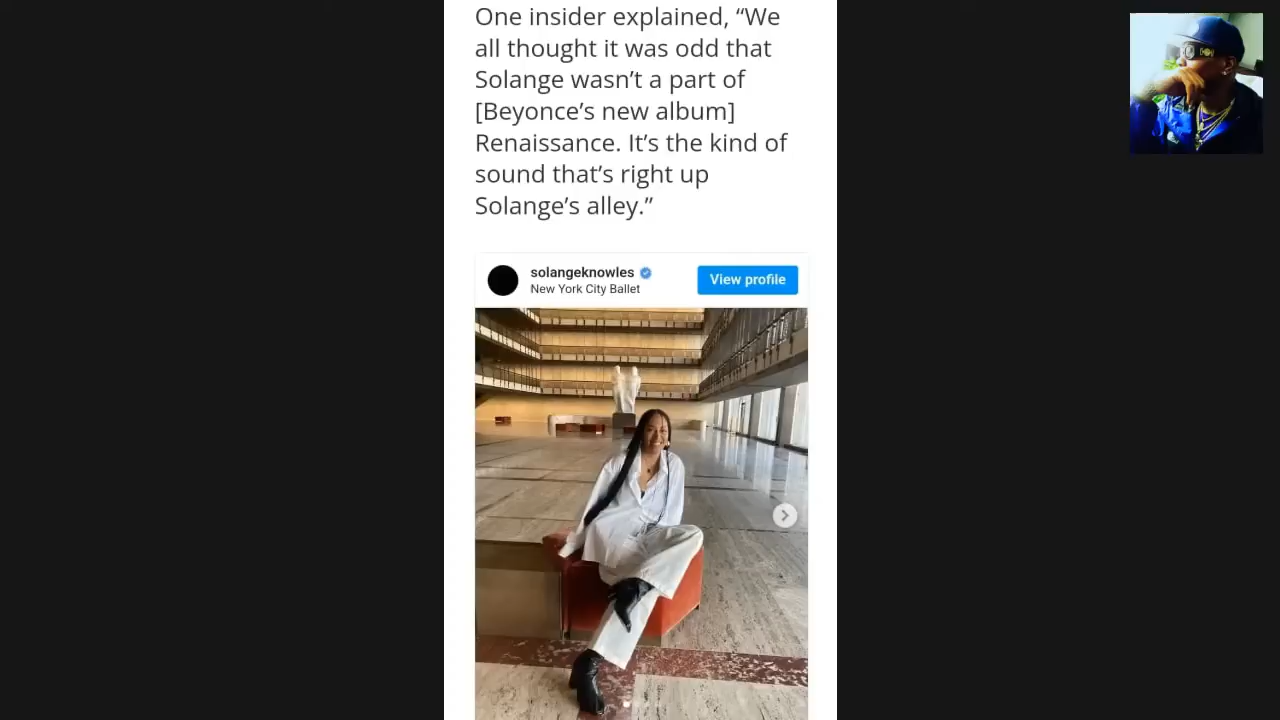 One insider explained, “We
all thought it was odd that
Solange wasn’t a part of
[Beyonce’s new album]
Renaissance. It’s the kind of
sound that’s right up
Solange’s alley.”
solangeknowles
View profile
New York City Ballet